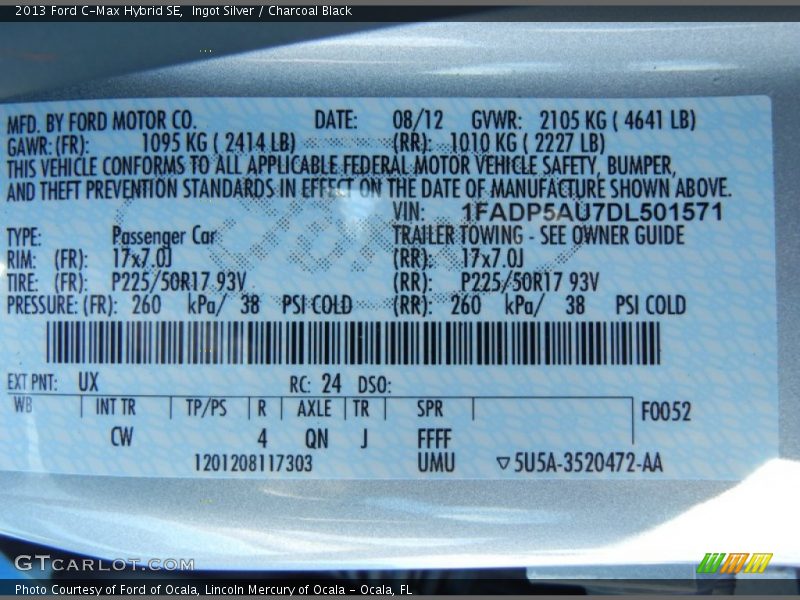 2013 Ford C-Max Hybrid SE, Ingot Silver / Charcoal Black
MFD. BY FORD MOTOR CO. DATE: 08/12 GVWR: 2105 KG ( 4641 LB)
GAWR: (FR): 1095 KG ( 2414 LB) (RR): 1010 KG ( 2227 LB)
THIS VEHICLE CONFORMS TO ALL APPLICABLE FEDERAL MOTOR VEHICLE SAFETY, BUMPER,
AND THEFT PREVENTION STANDARDS IN EFFECT ON THE DATE OF MANUFACTURE SHOWN ABOVE.
VIN: 1FADP5AU7DL501571
TYPE: Passenger Car TRAILER TOWING - SEE OWNER GUIDE
RIM: (FR): 17x7.0J (RR): 17x7.0J
TIRE: (FR): P225/50R17 93V (RR): P225/50R17 93V
PRESSURE: (FR): 260 kPa/ 38 PSI COLD (RR): 260 kPa/ 38 PSI COLD
EXT PNT: UX RC: 24 DSO:
WB INT TR TP/PS R AXLE TR SPR F0052
CW 4 QN J FFFF
1201208117303 UMU ▽5U5A-3520472-AA
GTCARLOT.COM
Photo Courtesy of Ford of Ocala, Lincoln Mercury of Ocala - Ocala, FL